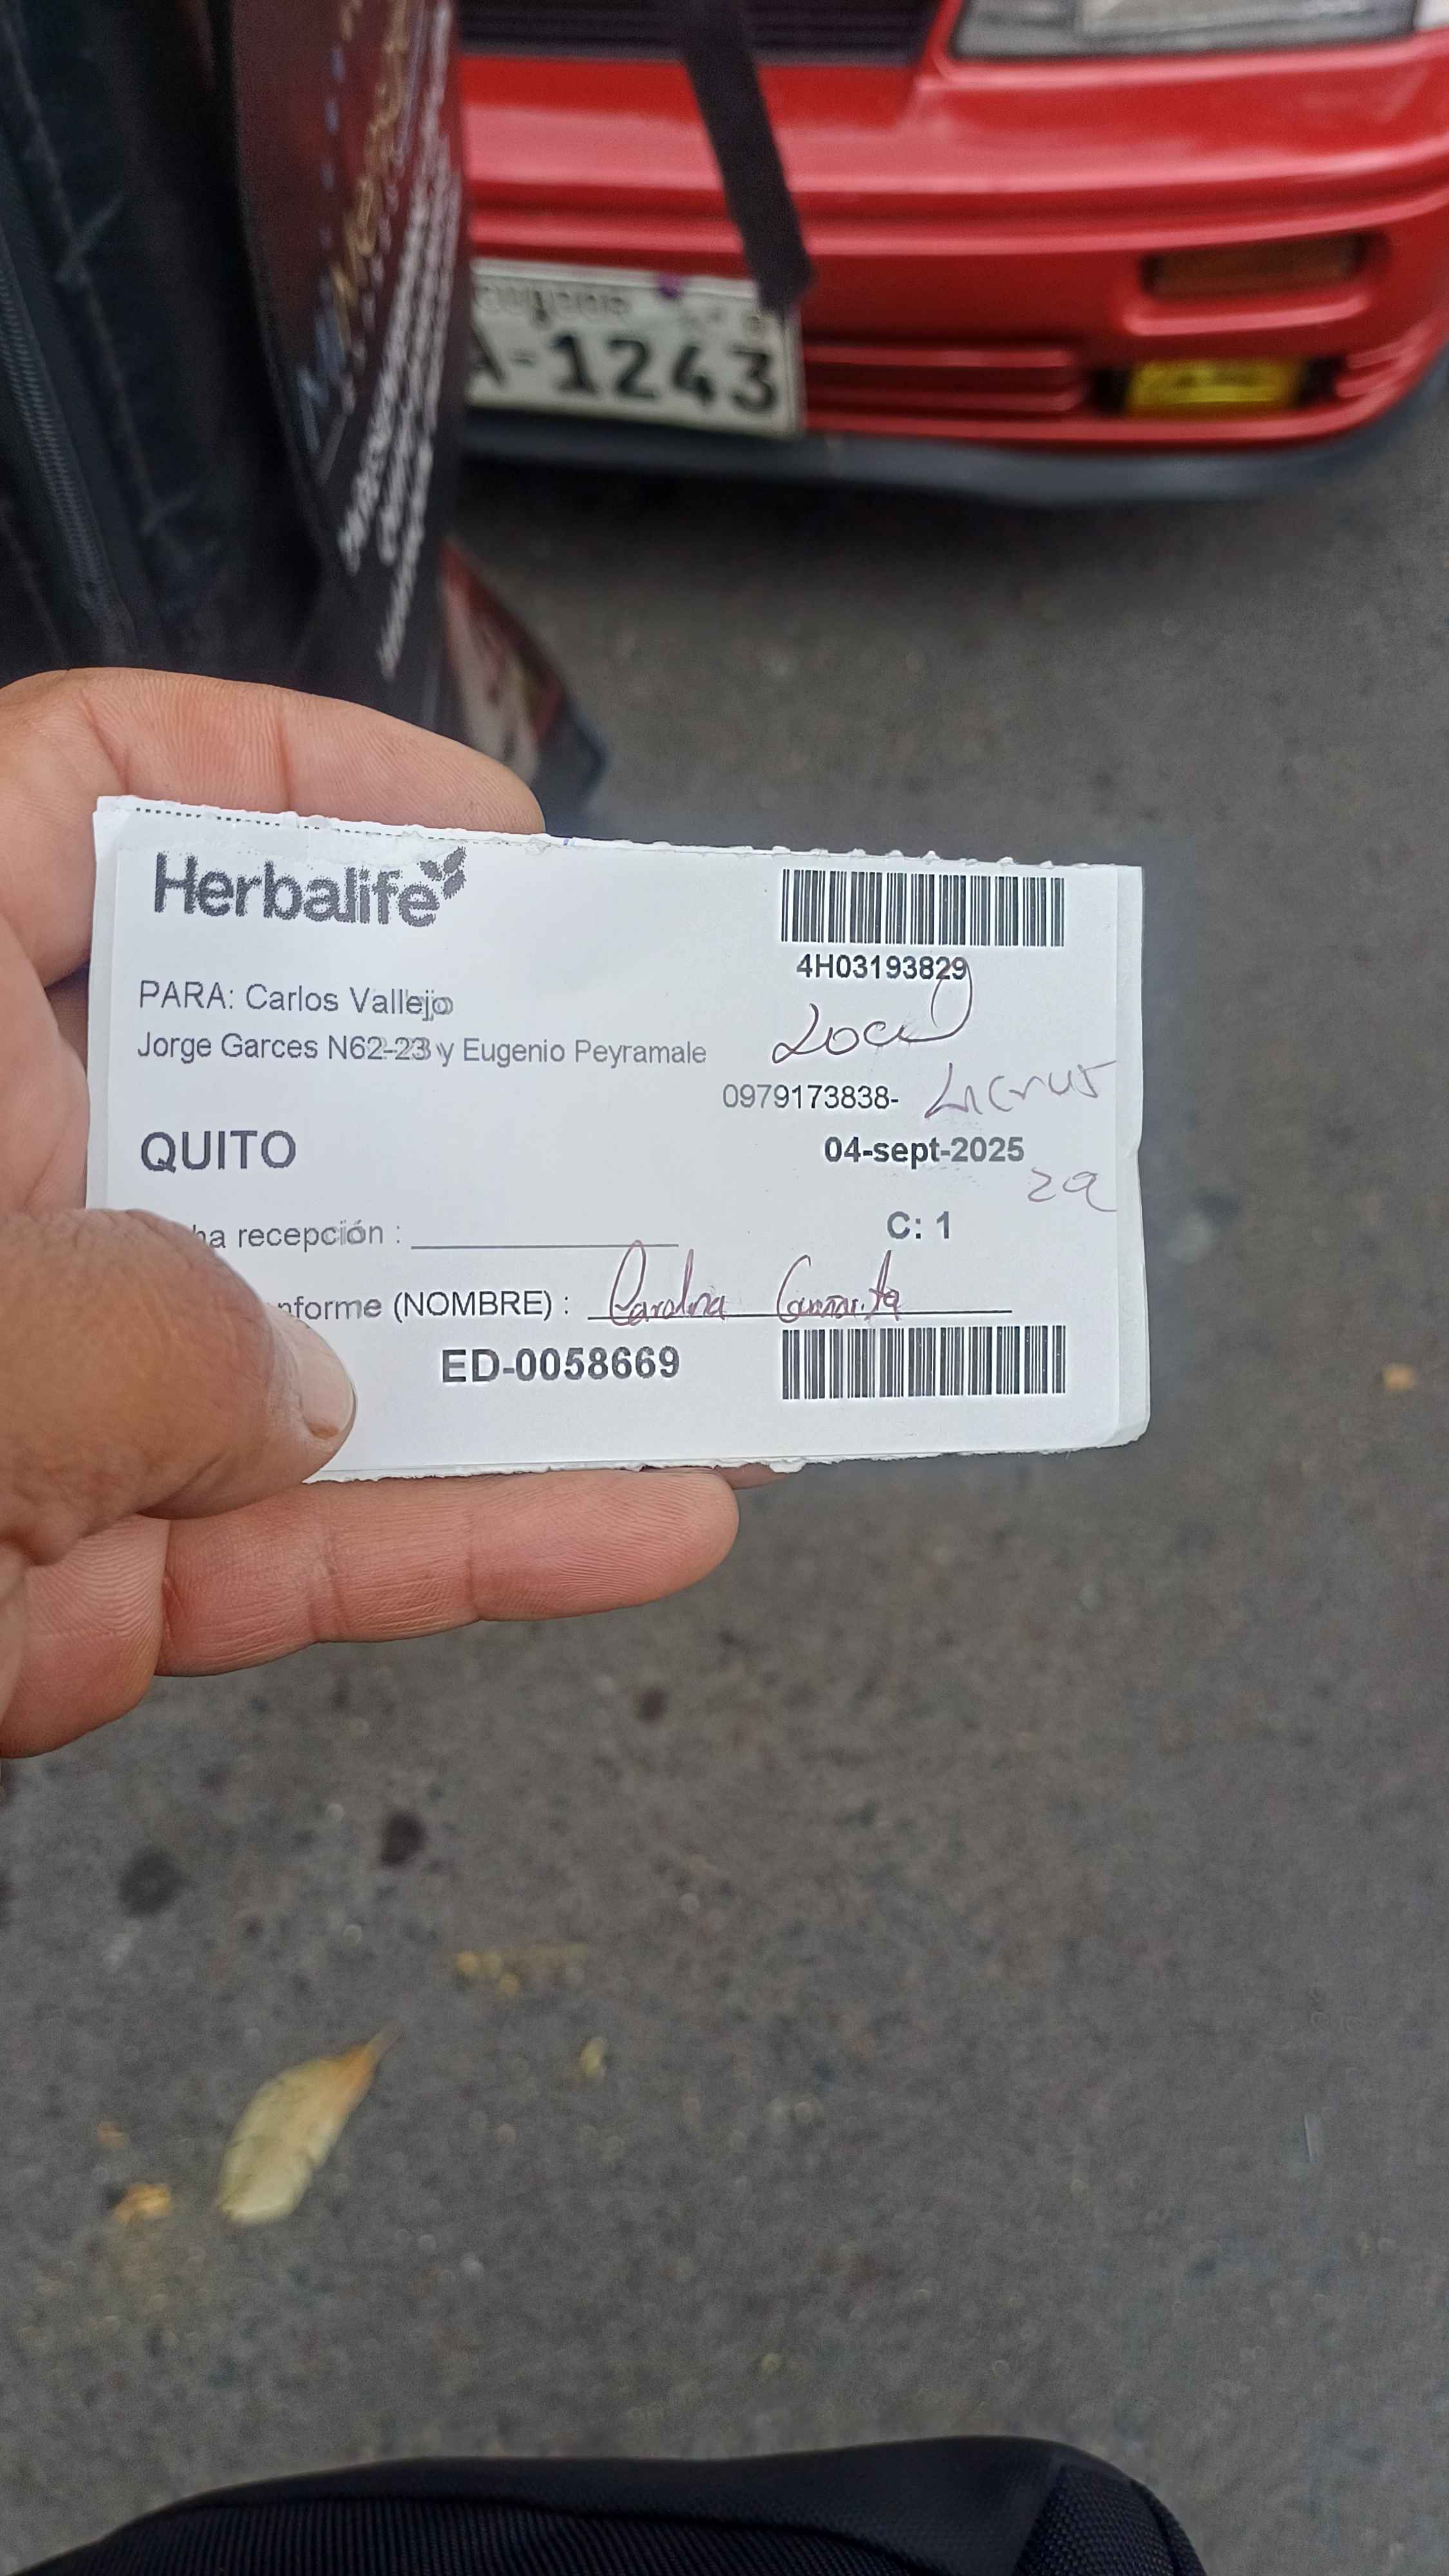 A-1243
Herbalife
4H03193829
PARA: Carlos Vallejo
Local
Jorge Garces N62-23 y Eugenio Peyramale
0979173838-
QUITO
04-sept-2025
ha recepción :
C: 1
nforme (NOMBRE) : Carolina
ED-0058669